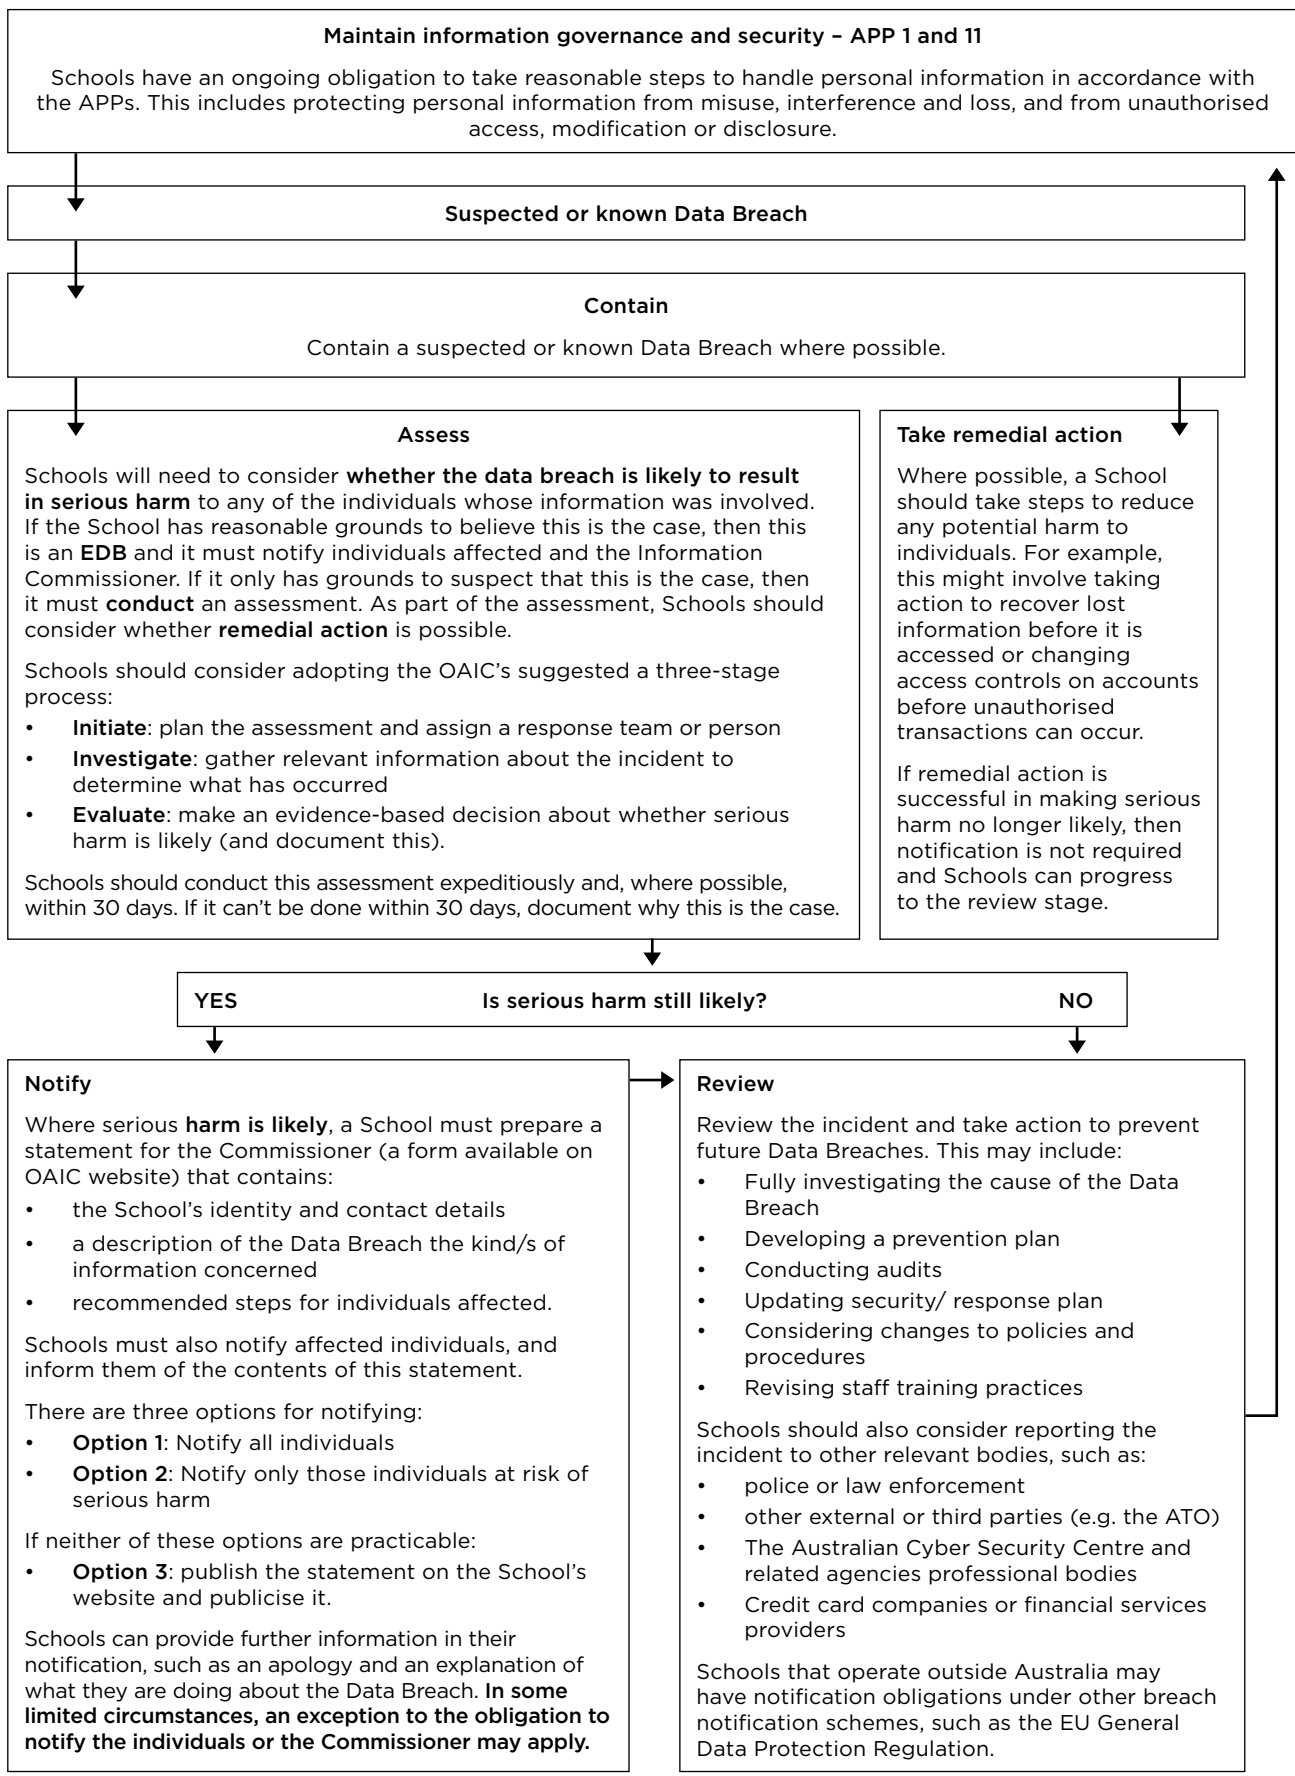 Maintain information governance and security – APP 1 and 11
Schools have an ongoing obligation to take reasonable steps to handle personal information in accordance with
the APPs. This includes protecting personal information from misuse, interference and loss, and from unauthorised
access, modification or disclosure.
Suspected or known Data Breach
Contain
Contain a suspected or known Data Breach where possible.
Assess
Schools will need to consider whether the data breach is likely to result
in serious harm to any of the individuals whose information was involved.
If the School has reasonable grounds to believe this is the case, then this
is an EDB and it must notify individuals affected and the Information
Commissioner. If it only has grounds to suspect that this is the case, then
it must conduct an assessment. As part of the assessment, Schools should
consider whether remedial action is possible.
Schools should consider adopting the OAIC's suggested a three-stage
process:
• Initiate: plan the assessment and assign a response team or person
• Investigate: gather relevant information about the incident to
determine what has occurred
• Evaluate: make an evidence-based decision about whether serious
harm is likely (and document this).
Schools should conduct this assessment expeditiously and, where possible,
within 30 days. If it can't be done within 30 days, document why this is the case.
Take remedial action
Where possible, a School
should take steps to reduce
any potential harm to
individuals. For example,
this might involve taking
action to recover lost
information before it is
accessed or changing
access controls on accounts
before unauthorised
transactions can occur.
If remedial action is
successful in making serious
harm no longer likely, then
notification is not required
and Schools can progress
to the review stage.
YES Is serious harm still likely? NO
Notify
Where serious harm is likely, a School must prepare a
statement for the Commissioner (a form available on
OAIC website) that contains:
• the School's identity and contact details
• a description of the Data Breach the kind/s of
information concerned
• recommended steps for individuals affected.
Schools must also notify affected individuals, and
inform them of the contents of this statement.
There are three options for notifying:
• Option 1: Notify all individuals
• Option 2: Notify only those individuals at risk of
serious harm
If neither of these options are practicable:
• Option 3: publish the statement on the School's
website and publicise it.
Schools can provide further information in their
notification, such as an apology and an explanation of
what they are doing about the Data Breach. In some
limited circumstances, an exception to the obligation to
notify the individuals or the Commissioner may apply.
Review
Review the incident and take action to prevent
future Data Breaches. This may include:
• Fully investigating the cause of the Data
Breach
• Developing a prevention plan
• Conducting audits
• Updating security/ response plan
• Considering changes to policies and
procedures
• Revising staff training practices
Schools should also consider reporting the
incident to other relevant bodies, such as:
• police or law enforcement
• other external or third parties (e.g. the ATO)
• The Australian Cyber Security Centre and
related agencies professional bodies
• Credit card companies or financial services
providers
Schools that operate outside Australia may
have notification obligations under other breach
notification schemes, such as the EU General
Data Protection Regulation.